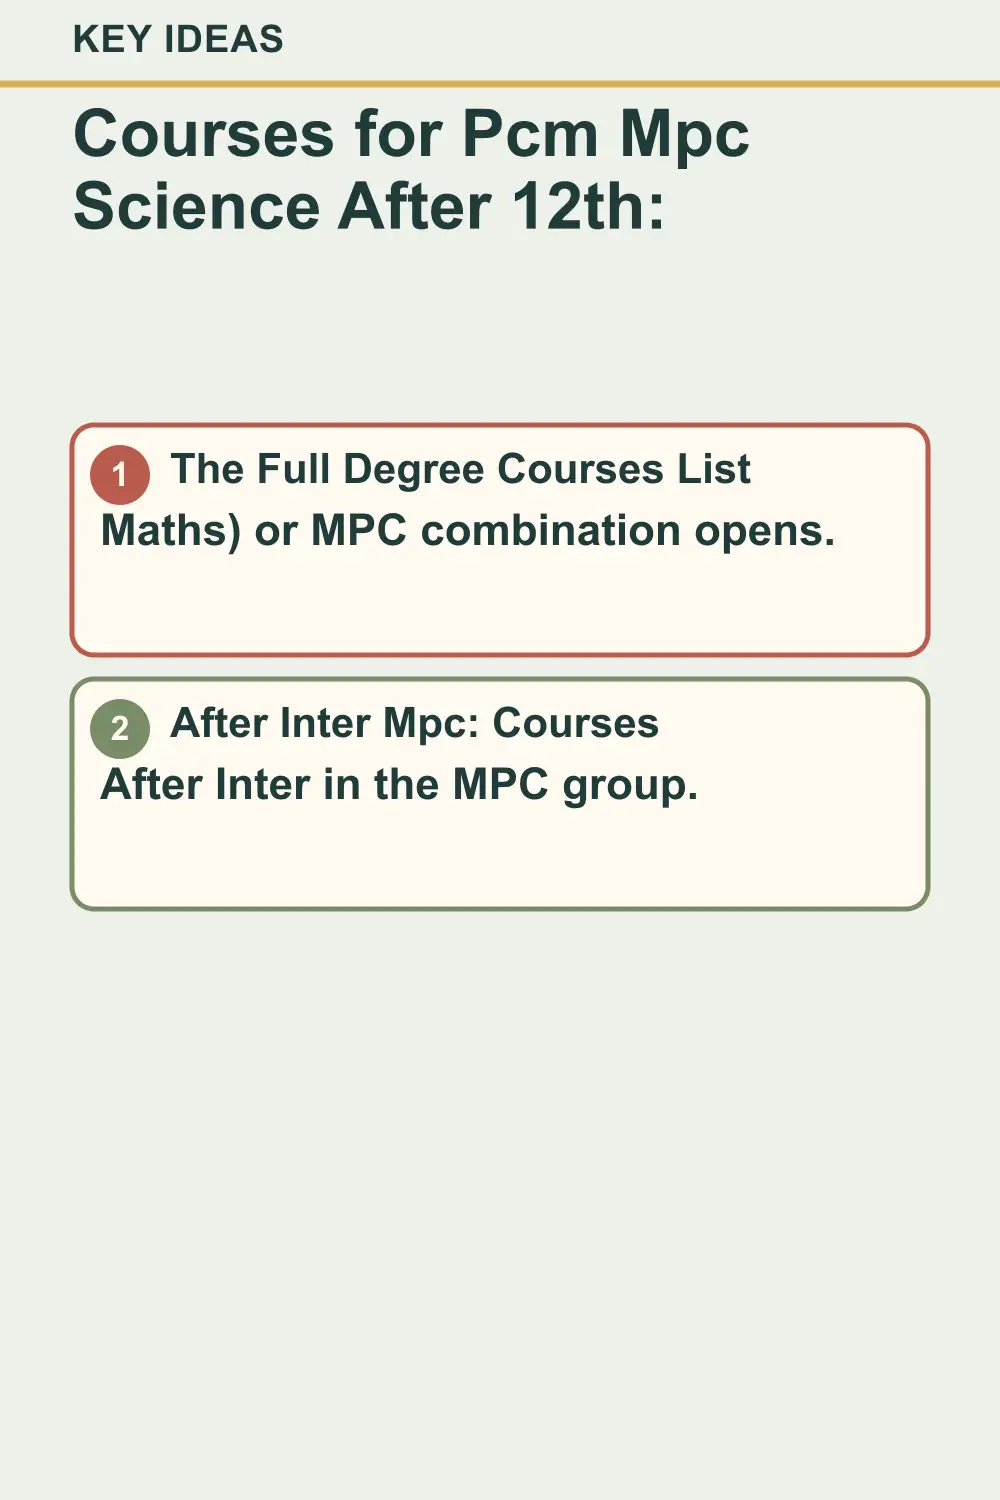 KEY IDEAS
Courses for Pcm Mpc
Science After 12th:
1 The Full Degree Courses List
Maths) or MPC combination opens.
2 After Inter Mpc: Courses
After Inter in the MPC group.